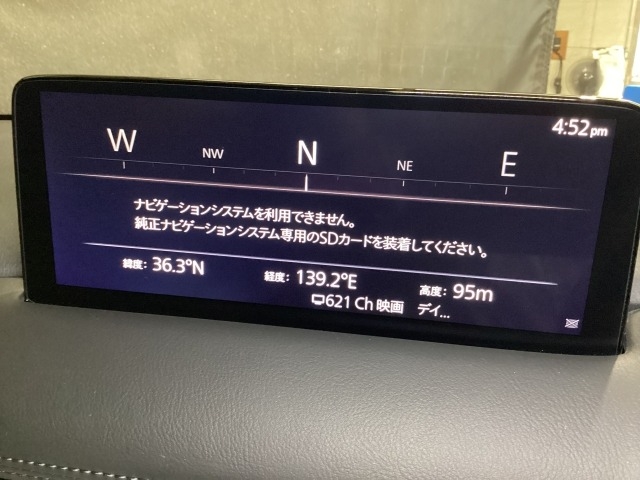 4:52pm
W NW N NE E
ナビゲーションシステムを利用できません。
純正ナビゲーションシステム専用のSDカードを装着してください。
緯度: 36.3°N 経度: 139.2°E 高度: 95m
621 Ch 映画 デイ...